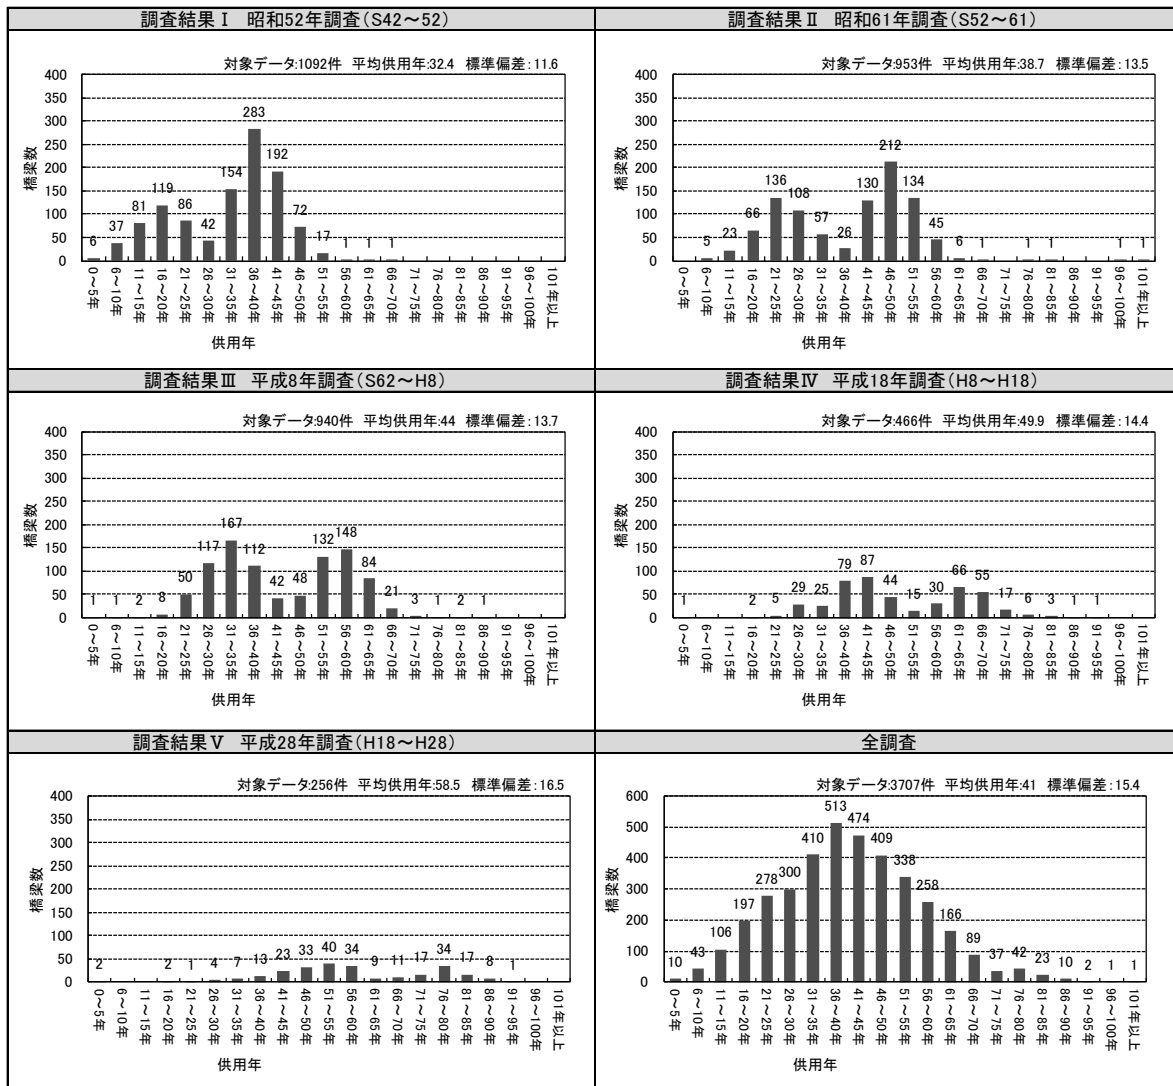 調査結果Ⅰ 昭和52年調査(S42～52)
対象データ:1092件 平均供用年:32.4 標準偏差:11.6
橋梁数
400
350
300
250
200
150
100
50
0
6 37 81 119 86 42 154 283 192 72 17 1 1 1
0～5年 6～10年 11～15年 16～20年 21～25年 26～30年 31～35年 36～40年 41～45年 46～50年 51～55年 56～60年 61～65年 66～70年 71～75年 76～80年 81～85年 86～90年 91～95年 96～100年 101年以上
供用年
調査結果Ⅱ 昭和61年調査(S52～61)
対象データ:953件 平均供用年:38.7 標準偏差:13.5
橋梁数
400
350
300
250
200
150
100
50
0
5 23 66 136 108 57 26 130 212 134 45 6 1 1 1 1 1
0～5年 6～10年 11～15年 16～20年 21～25年 26～30年 31～35年 36～40年 41～45年 46～50年 51～55年 56～60年 61～65年 66～70年 71～75年 76～80年 81～85年 86～90年 91～95年 96～100年 101年以上
供用年
調査結果Ⅲ 平成8年調査(S62～H8)
対象データ:940件 平均供用年:44 標準偏差:13.7
橋梁数
400
350
300
250
200
150
100
50
0
1 1 2 8 50 117 167 112 42 48 132 148 84 21 3 1 2 1
0～5年 6～10年 11～15年 16～20年 21～25年 26～30年 31～35年 36～40年 41～45年 46～50年 51～55年 56～60年 61～65年 66～70年 71～75年 76～80年 81～85年 86～90年 91～95年 96～100年 101年以上
供用年
調査結果Ⅳ 平成18年調査(H8～H18)
対象データ:466件 平均供用年:49.9 標準偏差:14.4
橋梁数
400
350
300
250
200
150
100
50
0
1 2 5 29 25 79 87 44 15 30 66 55 17 6 3 1 1
0～5年 6～10年 11～15年 16～20年 21～25年 26～30年 31～35年 36～40年 41～45年 46～50年 51～55年 56～60年 61～65年 66～70年 71～75年 76～80年 81～85年 86～90年 91～95年 96～100年 101年以上
供用年
調査結果Ⅴ 平成28年調査(H18～H28)
対象データ:256件 平均供用年:58.5 標準偏差:16.5
橋梁数
400
350
300
250
200
150
100
50
0
2 2 1 4 7 13 23 33 40 34 9 11 17 34 17 8 1
0～5年 6～10年 11～15年 16～20年 21～25年 26～30年 31～35年 36～40年 41～45年 46～50年 51～55年 56～60年 61～65年 66～70年 71～75年 76～80年 81～85年 86～90年 91～95年 96～100年 101年以上
供用年
全調査
対象データ:3707件 平均供用年:41 標準偏差:15.4
橋梁数
600
500
400
300
200
100
0
10 43 106 197 278 300 410 513 474 409 338 258 166 89 37 42 23 10 2 1 1
0～5年 6～10年 11～15年 16～20年 21～25年 26～30年 31～35年 36～40年 41～45年 46～50年 51～55年 56～60年 61～65年 66～70年 71～75年 76～80年 81～85年 86～90年 91～95年 96～100年 101年以上
供用年